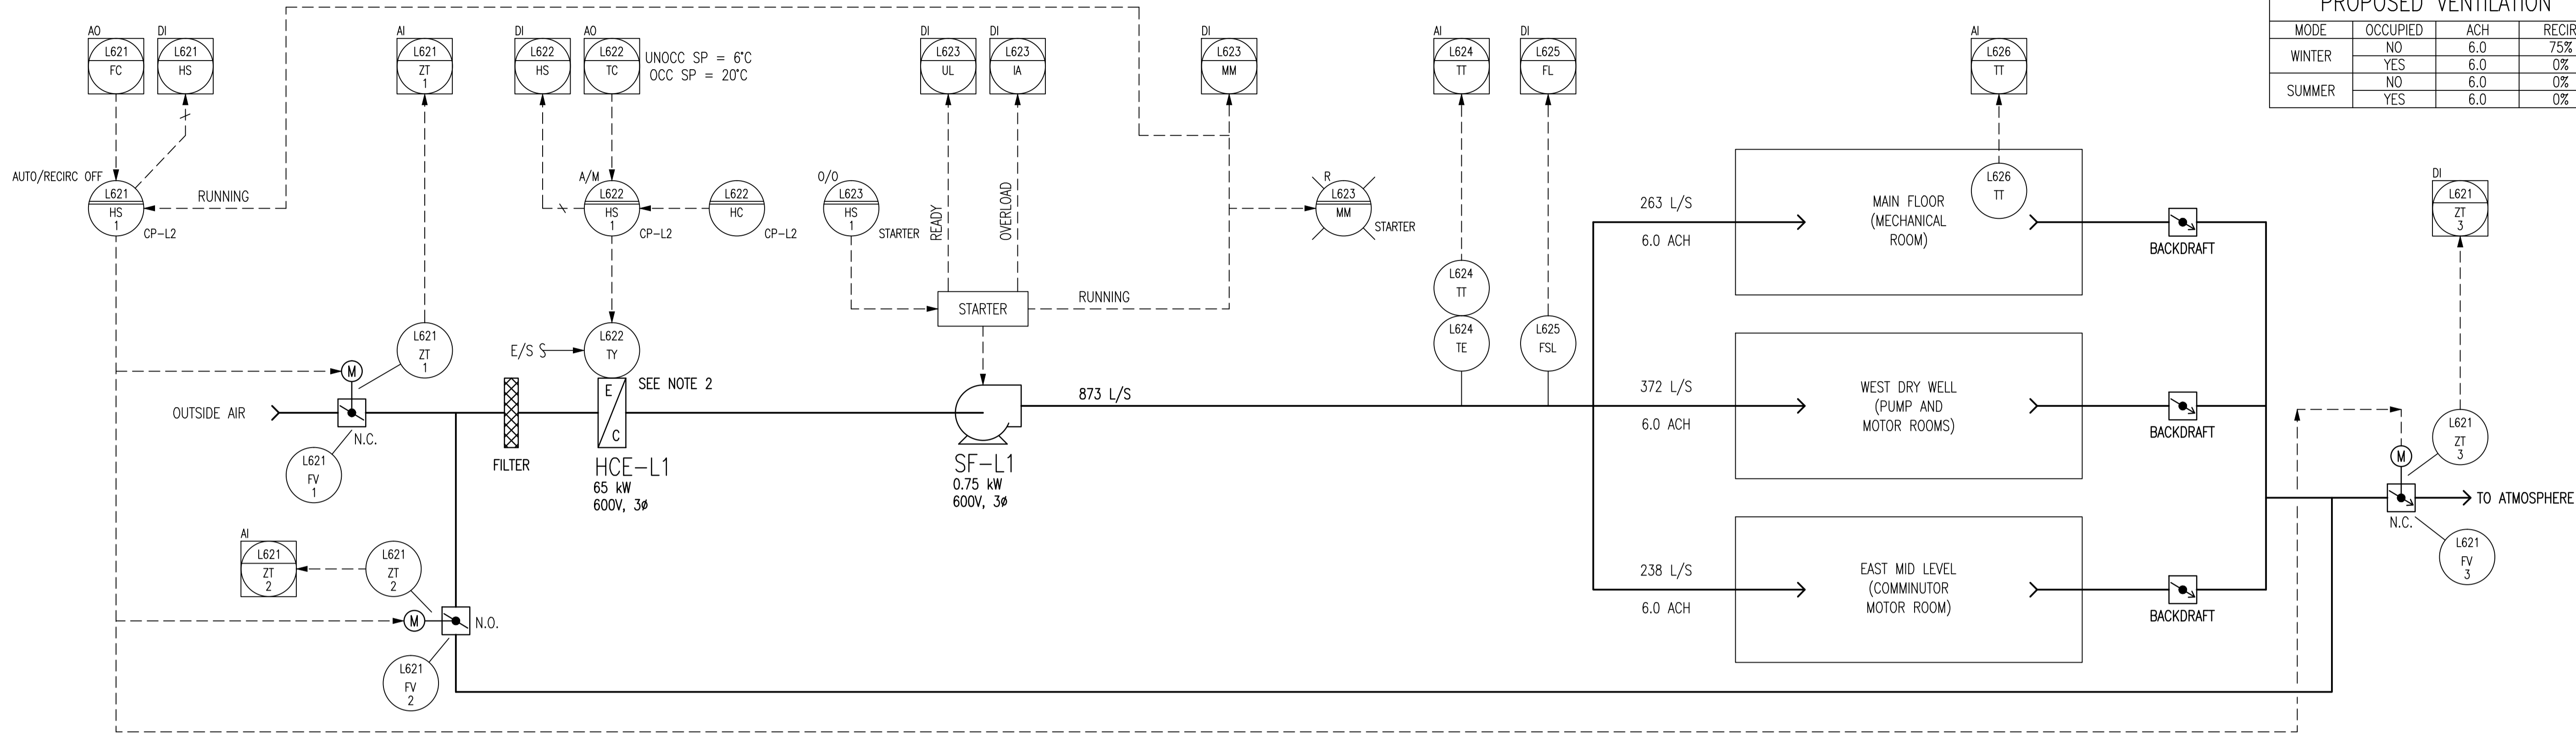 PROPOSED VENTILATION
MODE OCCUPIED ACH RECIR
WINTER NO 6.0 75%
YES 6.0 0%
SUMMER NO 6.0 0%
YES 6.0 0%
AO
L621
FC
DI
L621
HS
AI
L621
ZT
1
DI
L622
HS
AO
L622
TC
UNOCC SP = 6°C
OCC SP = 20°C
DI
L623
UL
DI
L623
IA
DI
L623
MM
AI
L624
TT
DI
L625
FL
AI
L626
TT
AUTO/RECIRC OFF
L621
HS
1
CP-L2
RUNNING
A/M
L622
HS
1
CP-L2
L622
HC
CP-L2
O/O
L623
HS
1
STARTER
READY
OVERLOAD
R
L623
MM
STARTER
L626
TT
DI
L621
ZT
3
263 L/S
6.0 ACH
MAIN FLOOR
(MECHANICAL
ROOM)
BACKDRAFT
L624
TT
L624
TE
L625
FSL
STARTER
RUNNING
L621
ZT
1
E/S
L622
TY
M
OUTSIDE AIR
N.C.
L621
FV
1
FILTER
E
C
SEE NOTE 2
HCE-L1
65 kW
600V, 3ø
SF-L1
0.75 kW
600V, 3ø
873 L/S
372 L/S
6.0 ACH
WEST DRY WELL
(PUMP AND
MOTOR ROOMS)
BACKDRAFT
L621
ZT
3
M
N.C.
TO ATMOSPHERE
L621
FV
3
AI
L621
ZT
2
L621
ZT
2
M
N.O.
L621
FV
2
238 L/S
6.0 ACH
EAST MID LEVEL
(COMMINUTOR
MOTOR ROOM)
BACKDRAFT